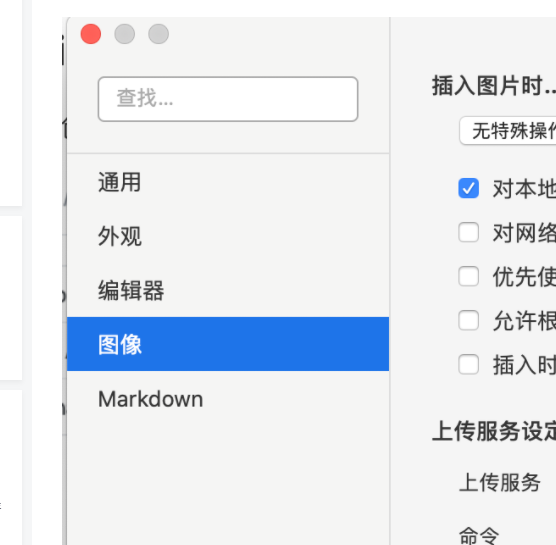 查找...
通用
外观
编辑器
图像
Markdown
插入图片时...
无特殊操作
对本地
对网络
优先使
允许根
插入时
上传服务设定
上传服务
命令